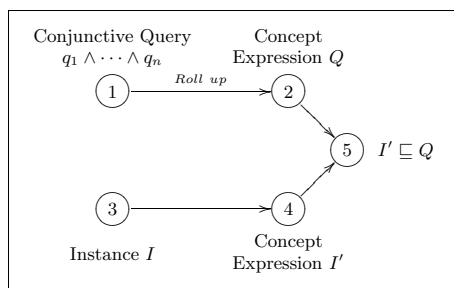 Conjunctive Query
q₁ ∧ ··· ∧ qₙ
Concept
Expression Q
Roll up
1
2
5
I′ ⊑ Q
3
4
Instance I
Concept
Expression I′